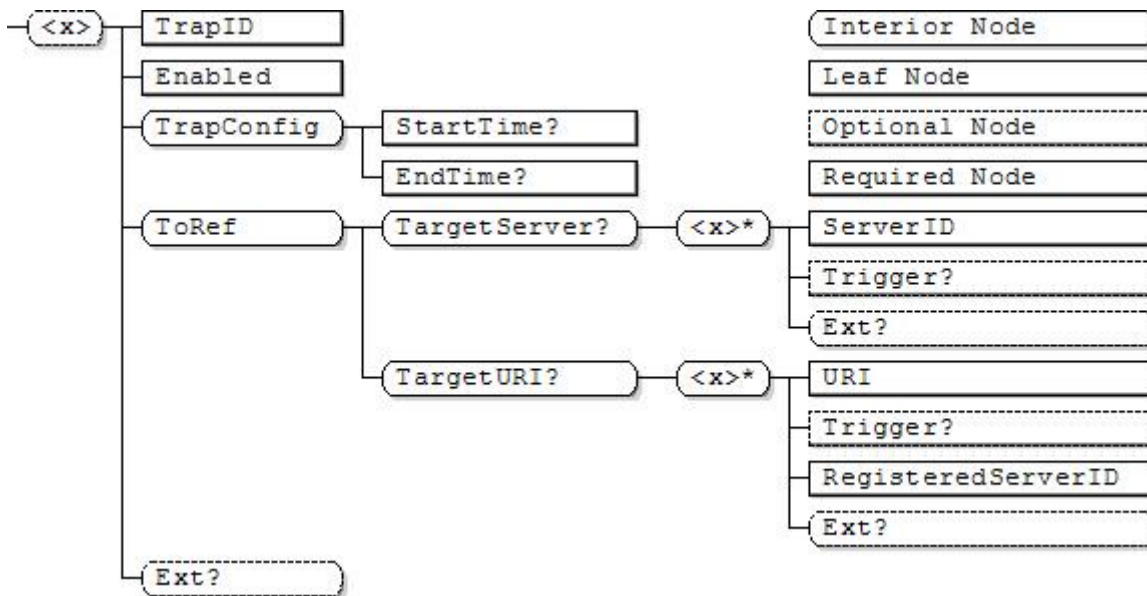 <x>
TrapID
Interior Node
Enabled
Leaf Node
TrapConfig
StartTime?
Optional Node
EndTime?
Required Node
ToRef
TargetServer?
<x>*
ServerID
Trigger?
Ext?
TargetURI?
<x>*
URI
Trigger?
RegisteredServerID
Ext?
Ext?